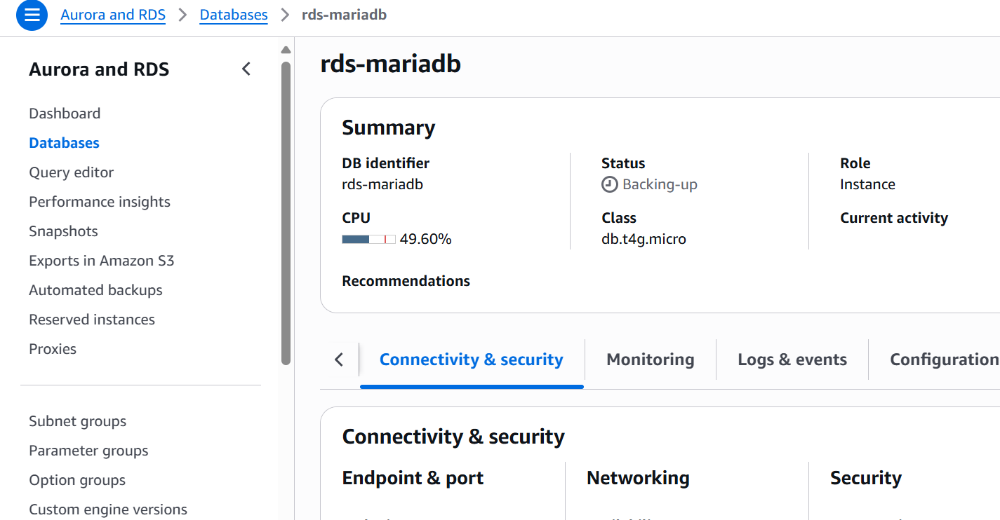 Aurora and RDS > Databases > rds-mariadb
Aurora and RDS
Dashboard
Databases
Query editor
Performance insights
Snapshots
Exports in Amazon S3
Automated backups
Reserved instances
Proxies
Subnet groups
Parameter groups
Option groups
Custom engine versions
rds-mariadb
Summary
DB identifier
rds-mariadb
Status
Backing-up
Role
Instance
CPU
49.60%
Class
db.t4g.micro
Current activity
Recommendations
Connectivity & security
Monitoring
Logs & events
Configuration
Connectivity & security
Endpoint & port
Networking
Security